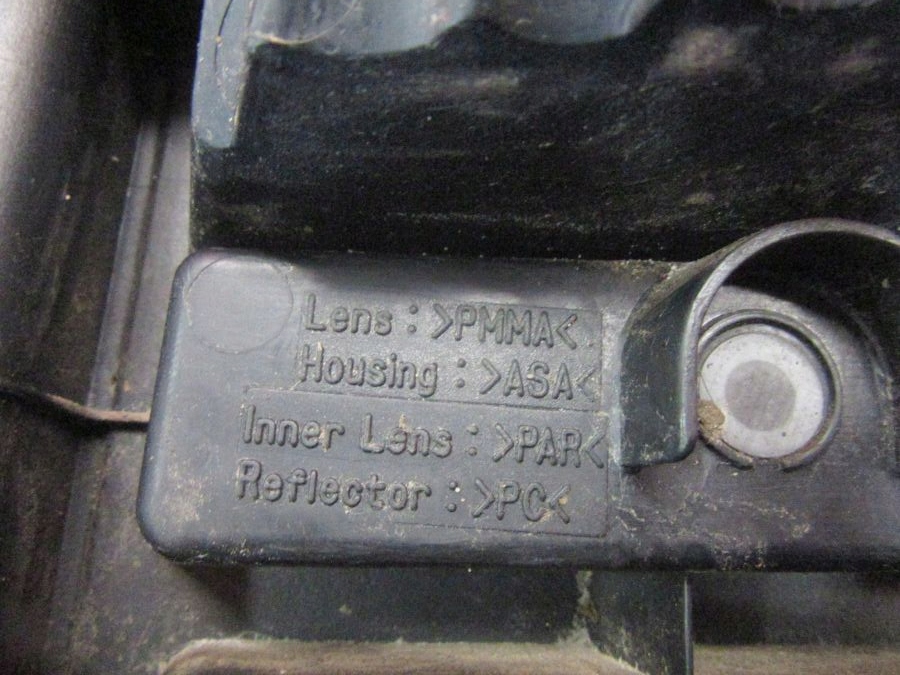 Lens : >PMMA<
Housing : >ASA<
Inner Lens : >PAR<
Reflector : >PC<